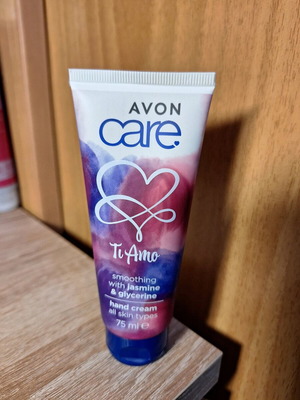 AVON
care.
Ti Amo
smoothing
with jasmine
& glycerine
hand cream
all skin types
75 ml ℮